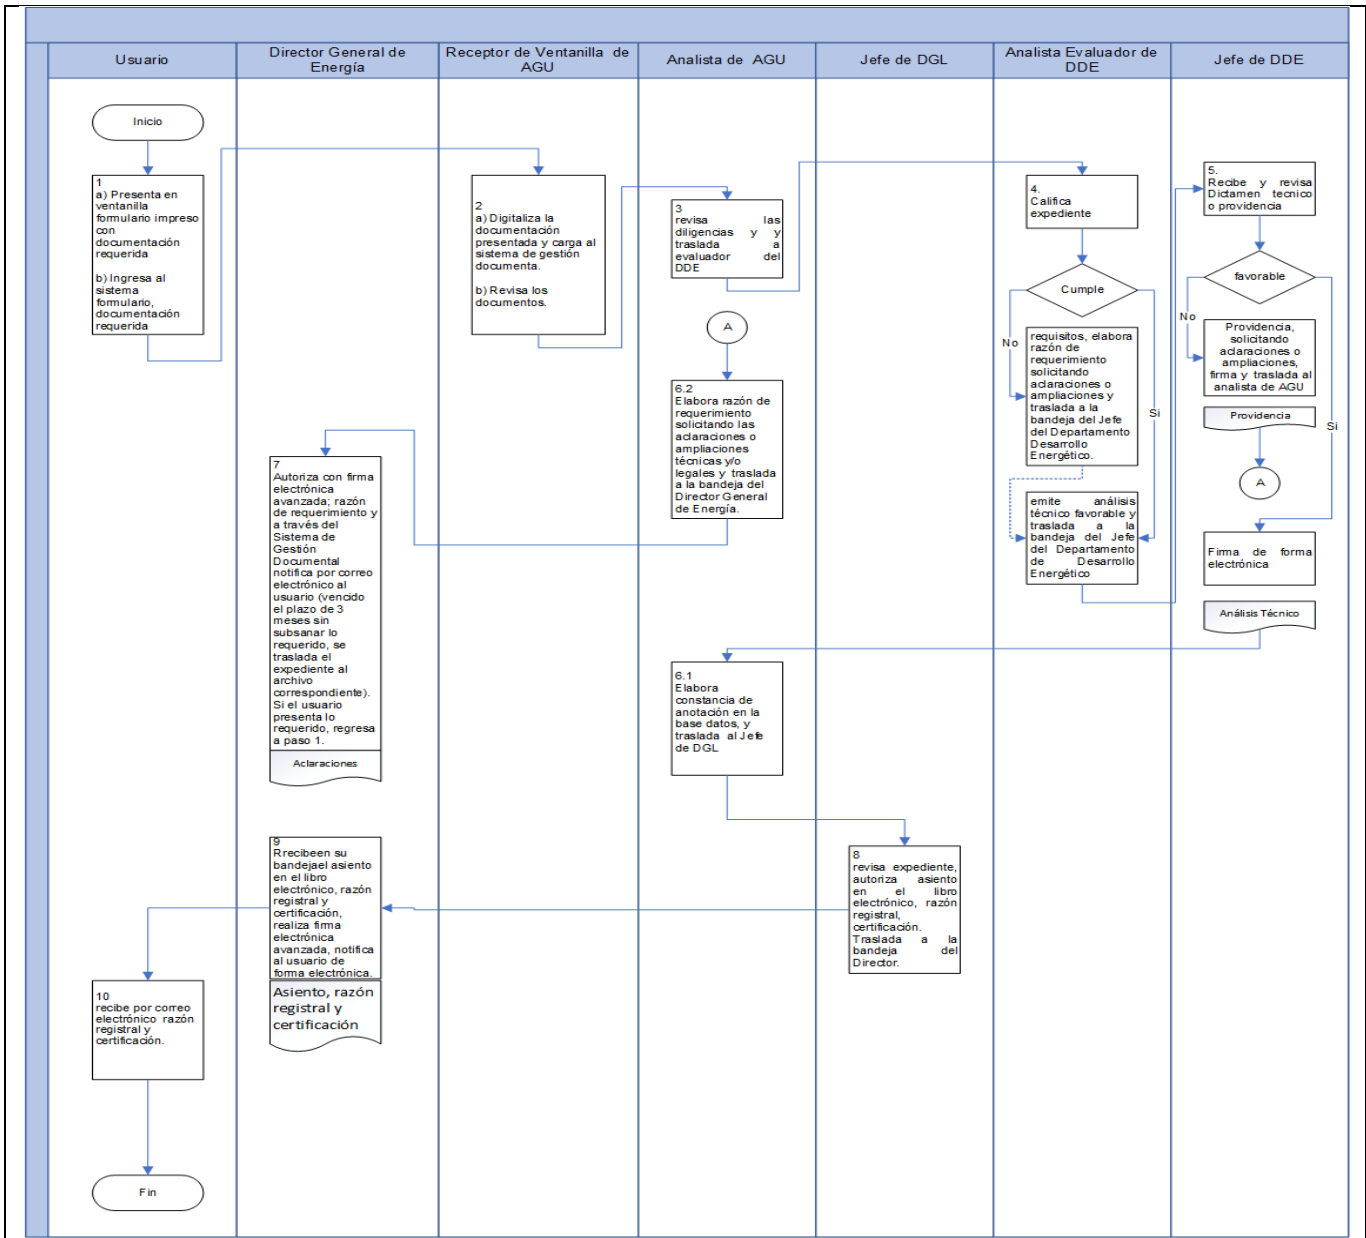 Usuario
Director General de
Energía
Receptor de Ventanilla de
AGU
Analista de AGU
Jefe de DGL
Analista Evaluador de
DDE
Jefe de DDE
Inicio
1
a) Presenta en
ventanilla
formulario impreso
con
documentación
requerida
b) Ingresa al
sistema
formulario,
documentación
requerida
2
a) Digitaliza la
documentación
presentada y carga al
sistema de gestión
documenta.
b) Revisa los
documentos.
3
revisa las
diligencias y y
traslada a
evaluador del
DDE
4.
Califica
expediente
Cumple
No
Si
requisitos, elabora
razón de
requerimiento
solicitando
aclaraciones o
ampliaciones y
traslada a la
bandeja del Jefe
del Departamento
Desarrollo
Energético.
emite análisis
técnico favorable y
traslada a la
bandeja del Jefe
del Departamento
de Desarrollo
Energético
5.
Recibe y revisa
Dictamen tecnico
o providencia
favorable
No
Si
Providencia,
solicitando
aclaraciones o
ampliaciones,
firma y traslada al
analista de AGU
Providencia
A
Firma de forma
electrónica
Análisis Técnico
A
6.2
Elabora razón de
requerimiento
solicitando las
aclaraciones o
ampliaciones
técnicas y/o
legales y traslada
a la bandeja del
Director General
de Energía.
7
Autoriza con firma
electrónica
avanzada; razón
de requerimiento y
a través del
Sistema de
Gestión
Documental
notifica por correo
electrónico al
usuario (vencido
el plazo de 3
meses sin
subsanar lo
requerido, se
traslada el
expediente al
archivo
correspondiente).
Si el usuario
presenta lo
requerido, regresa
a paso 1.
Aclaraciones
6.1
Elabora
constancia de
anotación en la
base datos, y
traslada al Jefe
de DGL
8
revisa expediente,
autoriza asiento
en el libro
electrónico, razón
registral,
certificación.
Traslada a la
bandeja del
Director.
9
Rrecibeen su
bandejael asiento
en el libro
electrónico, razón
registral y
certificación,
realiza firma
electrónica
avanzada, notifica
al usuario de
forma electrónica.
Asiento, razón
registral y
certificación
10
recibe por correo
electrónico razón
registral y
certificación.
Fin